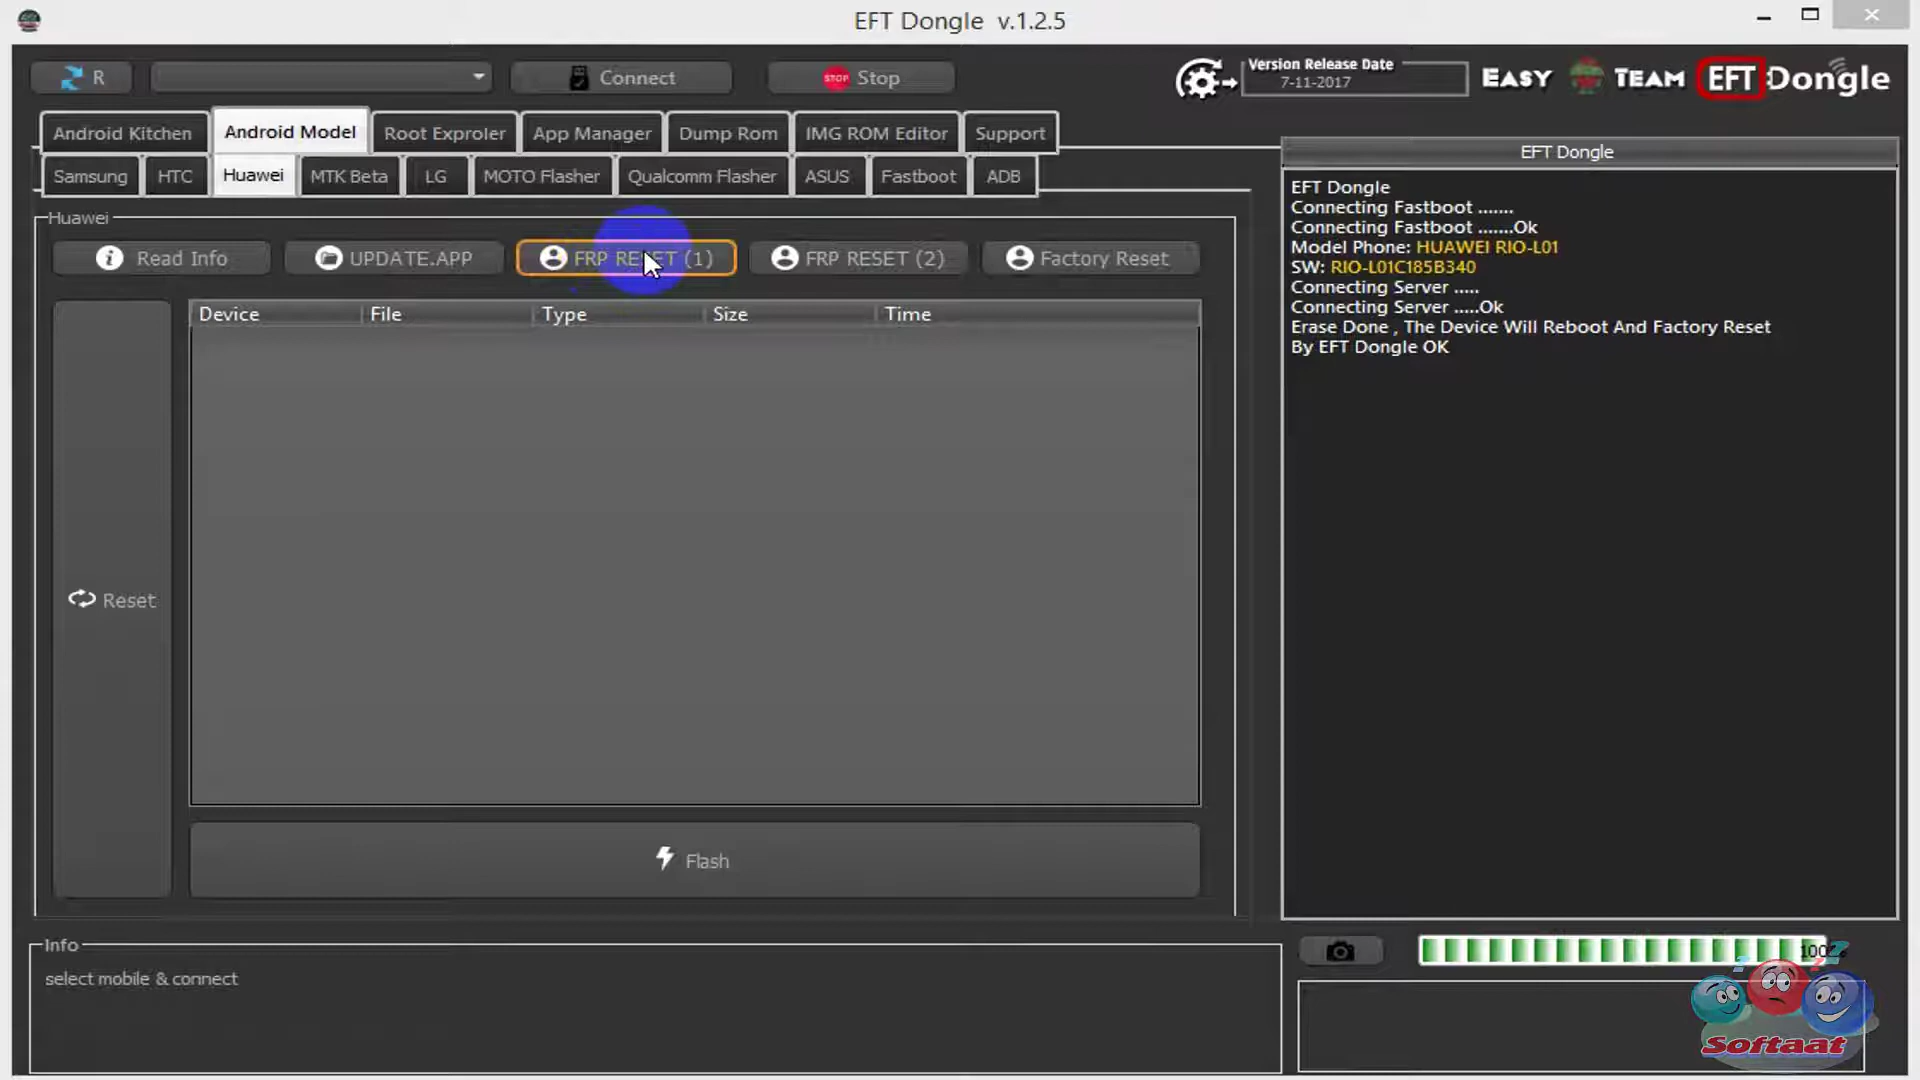 EFT Dongle v.1.2.5
R
Connect
STOP Stop
Version Release Date
7-11-2017
EASY TEAM EFT Dongle
Android Kitchen Android Model Root Exproler App Manager Dump Rom IMG ROM Editor Support
Samsung HTC Huawei MTK Beta LG MOTO Flasher Qualcomm Flasher ASUS Fastboot ADB
Huawei
Read Info UPDATE.APP FRP RESET (1) FRP RESET (2) Factory Reset
Device File Type Size Time
Reset
Flash
EFT Dongle
EFT Dongle
Connecting Fastboot .......
Connecting Fastboot .......Ok
Model Phone: HUAWEI RIO-L01
SW: RIO-L01C185B340
Connecting Server .....
Connecting Server .....Ok
Erase Done , The Device Will Reboot And Factory Reset
By EFT Dongle OK
Info
select mobile & connect
100%
Softaat